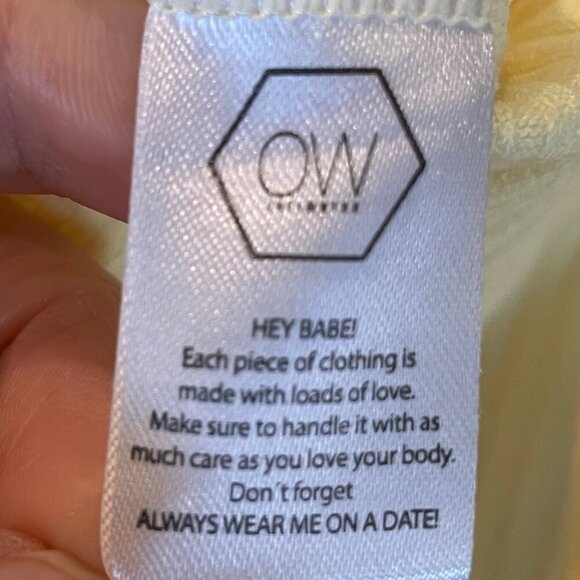 OW
HEY BABE!
Each piece of clothing is
made with loads of love.
Make sure to handle it with as
much care as you love your body.
Don´t forget
ALWAYS WEAR ME ON A DATE!